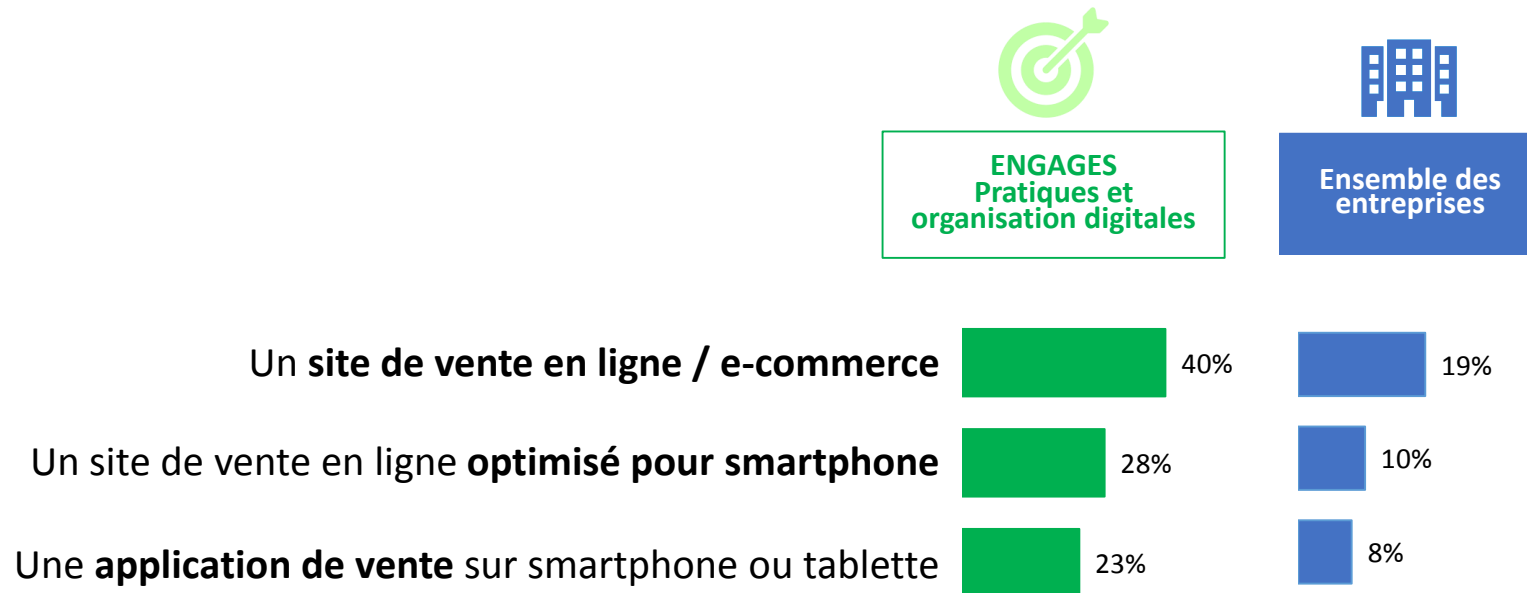 ENGAGES
Pratiques et
organisation digitales
Ensemble des
entreprises
Un site de vente en ligne / e-commerce
40%
19%
Un site de vente en ligne optimisé pour smartphone
28%
10%
Une application de vente sur smartphone ou tablette
23%
8%